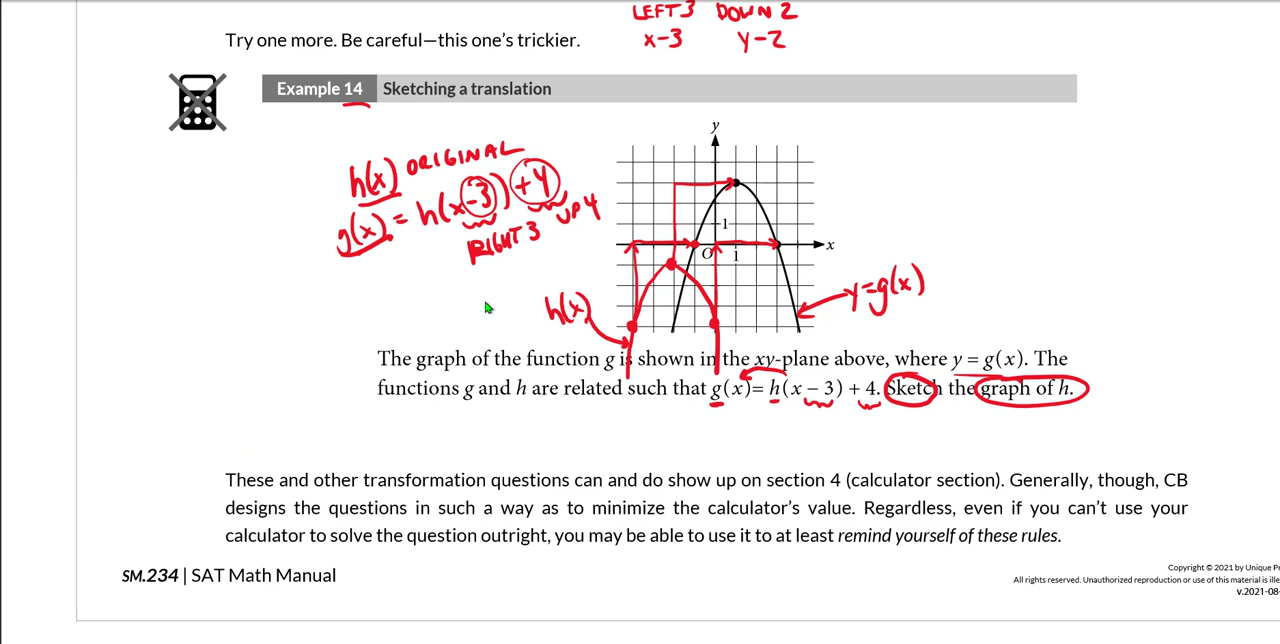 LEFT 3 DOWN 2
x-3 y-2
Try one more. Be careful—this one's trickier.
Example 14 Sketching a translation
h(x) ORIGINAL
g(x) = h(x-3) +4
RIGHT 3 UP 4
y
1
O 1 x
h(x)
y=g(x)
The graph of the function g is shown in the xy-plane above, where y = g(x). The
functions g and h are related such that g(x)= h(x − 3) + 4. Sketch the graph of h.
These and other transformation questions can and do show up on section 4 (calculator section). Generally, though, CB
designs the questions in such a way as to minimize the calculator's value. Regardless, even if you can't use your
calculator to solve the question outright, you may be able to use it to at least remind yourself of these rules.
SM.234 | SAT Math Manual
Copyright © 2021 by Unique
All rights reserved. Unauthorized reproduction or use of this material is
v.2021-08-